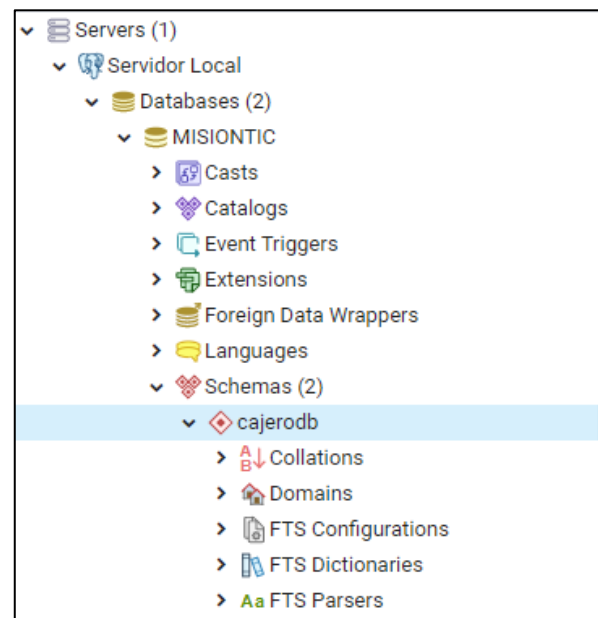 Servers (1)
Servidor Local
Databases (2)
MISIONTIC
Casts
Catalogs
Event Triggers
Extensions
Foreign Data Wrappers
Languages
Schemas (2)
cajerodb
Collations
Domains
FTS Configurations
FTS Dictionaries
Aa FTS Parsers